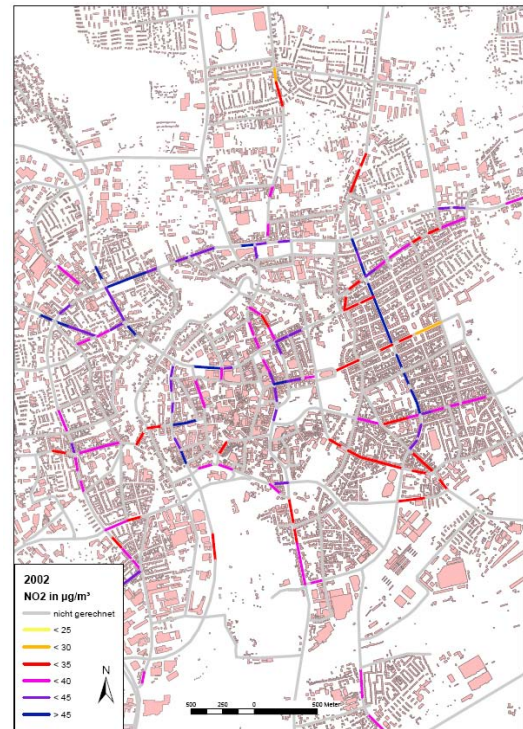 2002
NO2 in µg/m³
nicht gerechnet
< 25
< 30
< 35
< 40
< 45
> 45
N
500 250 0 500 Meter